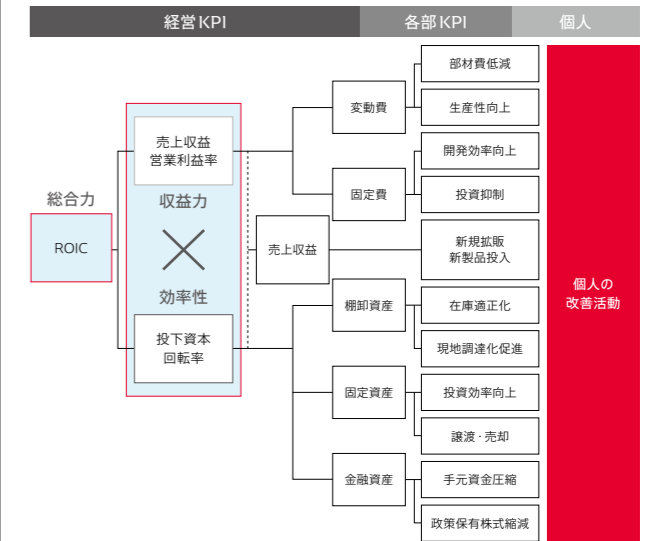 経営KPI
各部KPI
個人
総合力
ROIC
売上収益
営業利益率
収益力
効率性
投下資本
回転率
売上収益
変動費
固定費
棚卸資産
固定資産
金融資産
部材費低減
生産性向上
開発効率向上
投資抑制
新規拡販
新製品投入
在庫適正化
現地調達化促進
投資効率向上
譲渡・売却
手元資金圧縮
政策保有株式縮減
個人の
改善活動